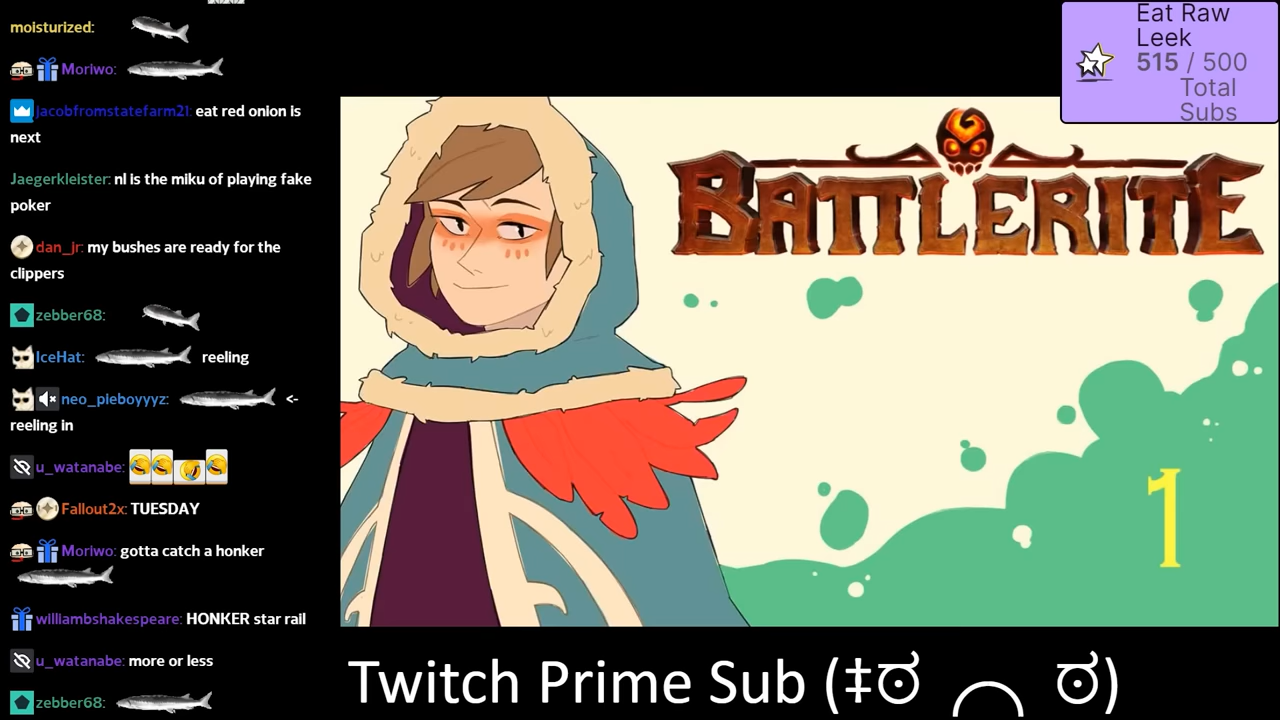 moisturized:
Moriwo:
Jacobfromstatefarm21: eat red onion is
next
Jaegerkleister: nl is the miku of playing fake
poker
dan_jr: my bushes are ready for the
clippers
zebber68:
IceHat: reeling
neo_pieboyyyz: <-
reeling in
u_watanabe:
Fallout2x: TUESDAY
Moriwo: gotta catch a honker
williambshakespeare: HONKER star rail
u_watanabe: more or less
zebber68:
Eat Raw
Leek
515 / 500
Total
Subs
BATTLERITE
1
Twitch Prime Sub (‡ಠ ⏜ ಠ)